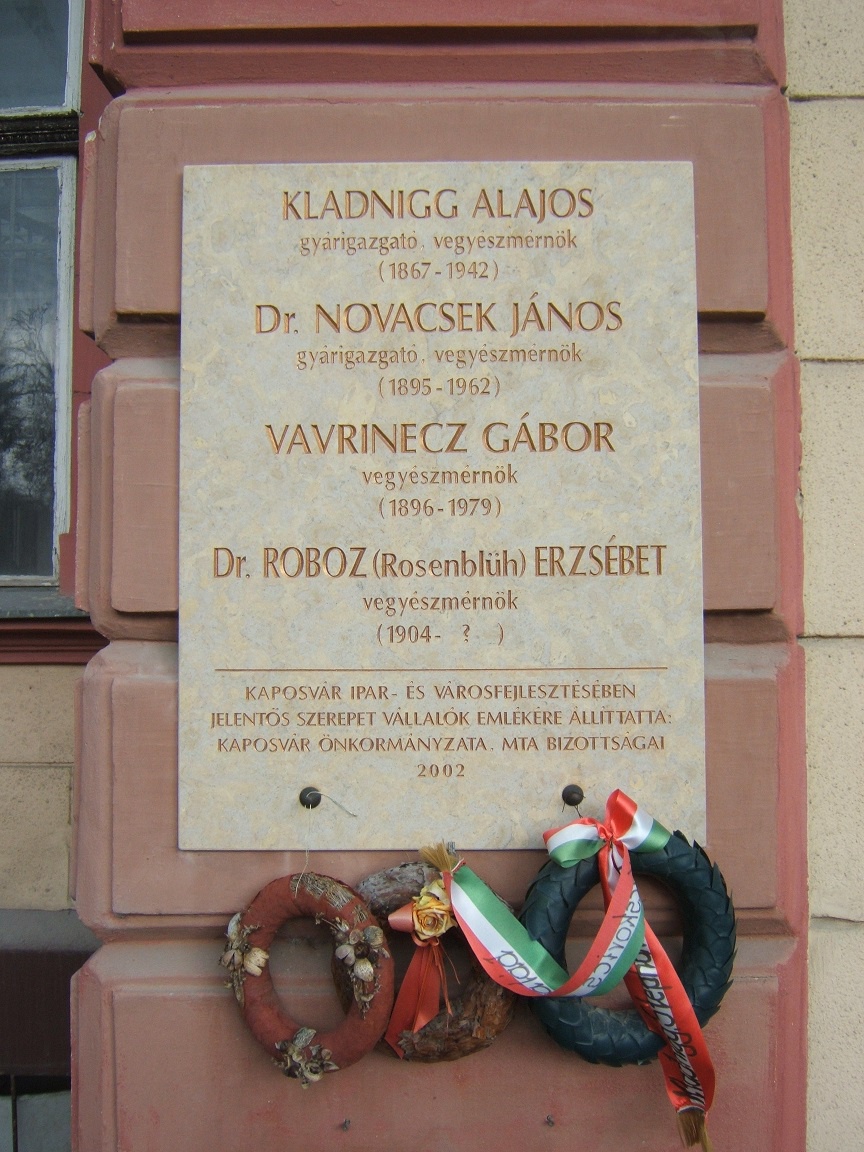 KLADNIGG ALAJOS
gyárigazgató, vegyészmérnök
(1867-1942)
Dr. NOVACSEK JÁNOS
gyárigazgató, vegyészmérnök
(1895-1962)
VAVRINECZ GÁBOR
vegyészmérnök
(1896-1979)
Dr. ROBOZ (Rosenblüh) ERZSÉBET
vegyészmérnök
(1904- ? )
KAPOSVÁR IPAR- ÉS VÁROSFEJLESZTÉSÉBEN
JELENTŐS SZEREPET VÁLLALÓK EMLÉKÉRE ÁLLÍTTATTA:
KAPOSVÁR ÖNKORMÁNYZATA, MTA BIZOTTSÁGAI
2002